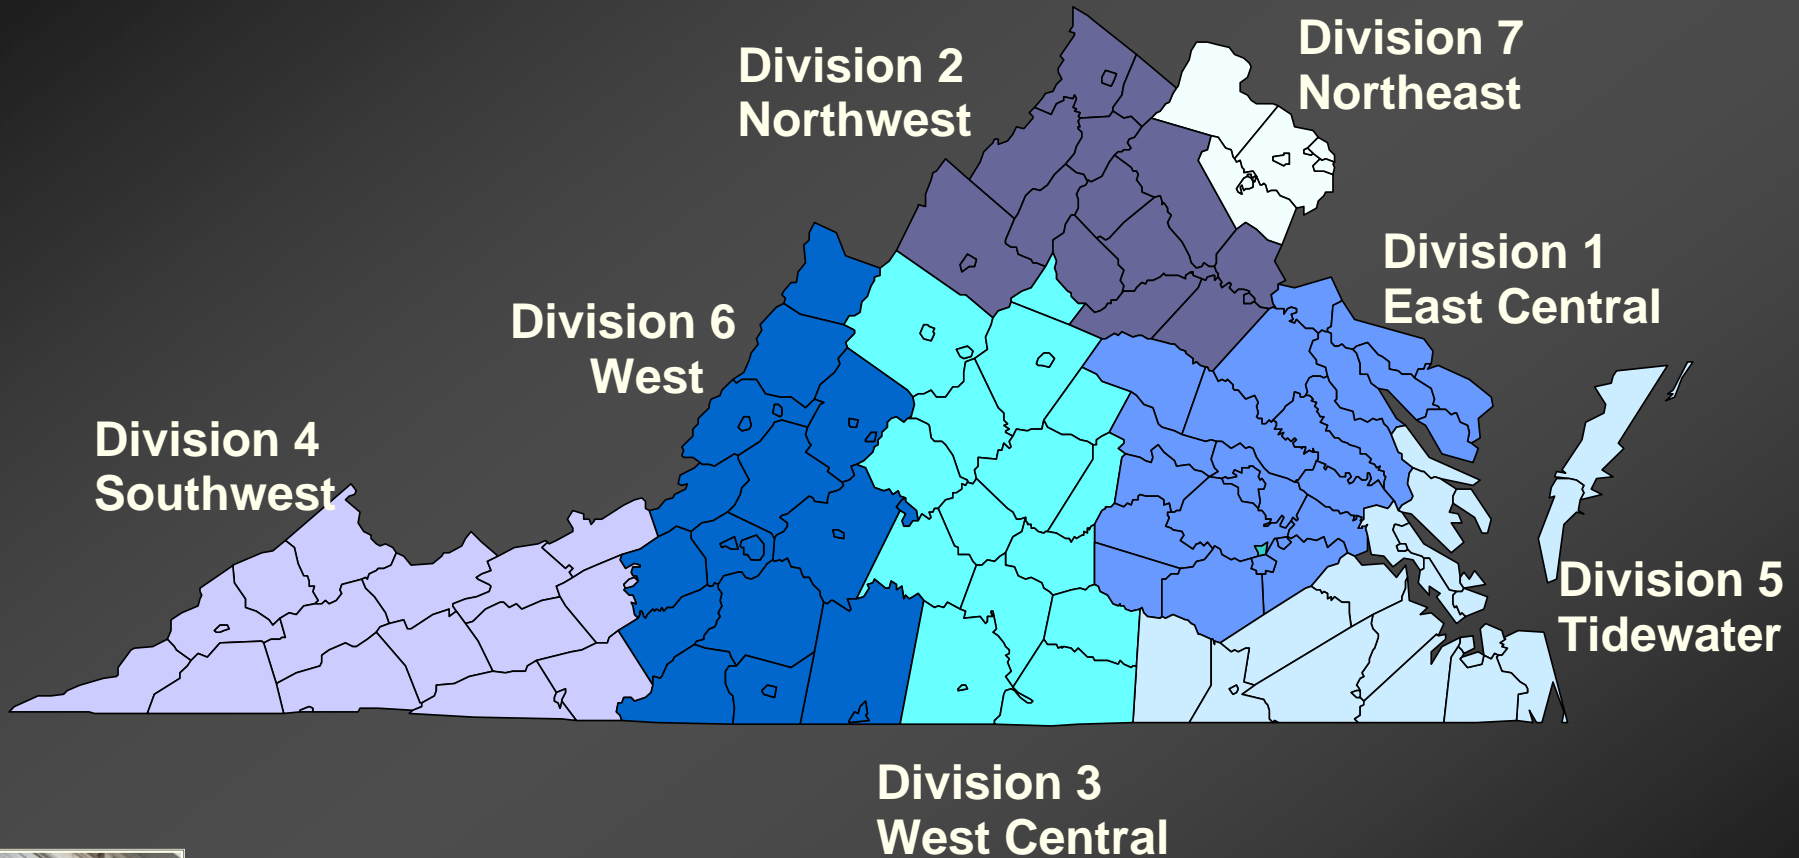 Division 7
Northeast
Division 2
Northwest
Division 1
East Central
Division 6
West
Division 4
Southwest
Division 5
Tidewater
Division 3
West Central